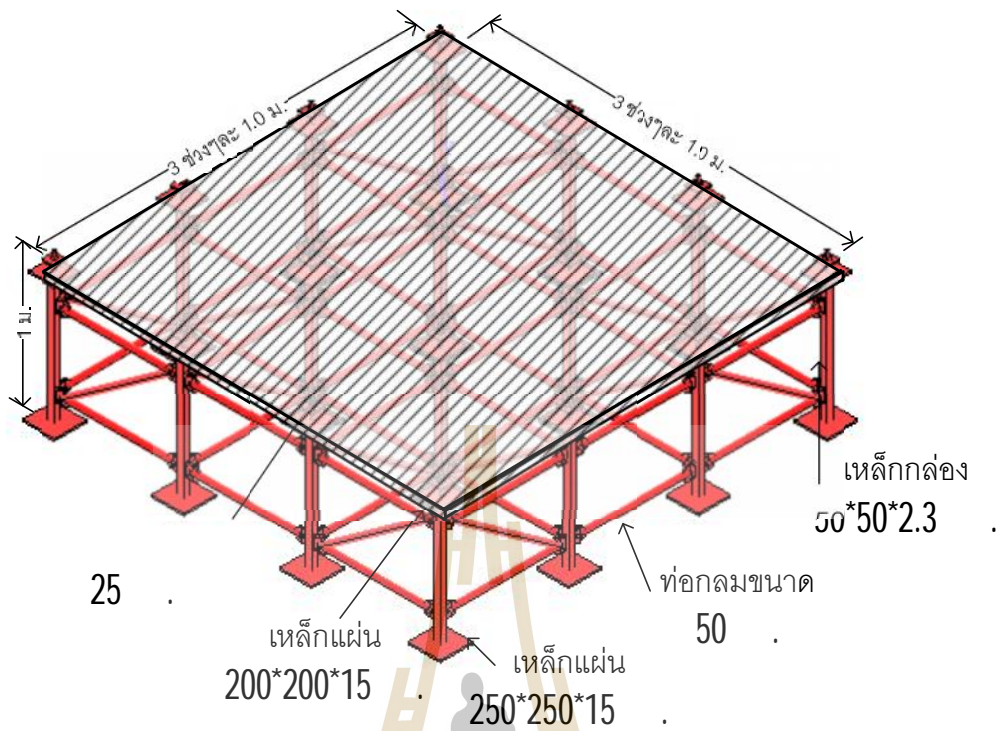 3 ช่วงๆละ 1.0 ม.
3 ช่วงๆละ 1.0 ม.
1 ม.
เหล็กกล่อง
50*50*2.3 .
25 .
ท่อกลมขนาด
50 .
เหล็กแผ่น
200*200*15 .
เหล็กแผ่น
250*250*15 .